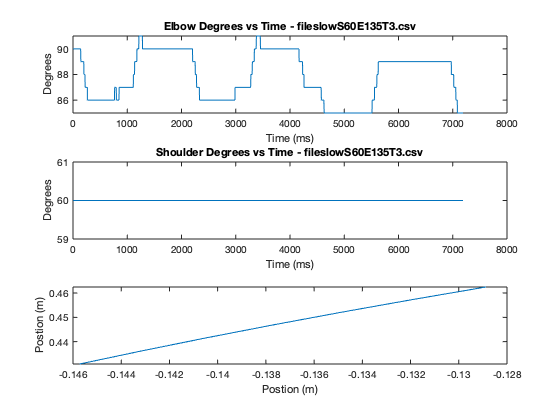 Elbow Degrees vs Time - fileslowS60E135T3.csv
90
88
86
Degrees
0 1000 2000 3000 4000 5000 6000 7000 8000
Time (ms)
Shoulder Degrees vs Time - fileslowS60E135T3.csv
61
60
59
Degrees
0 1000 2000 3000 4000 5000 6000 7000 8000
Time (ms)
0.46
0.45
0.44
Postion (m)
-0.146 -0.144 -0.142 -0.14 -0.138 -0.136 -0.134 -0.132 -0.13 -0.128
Postion (m)